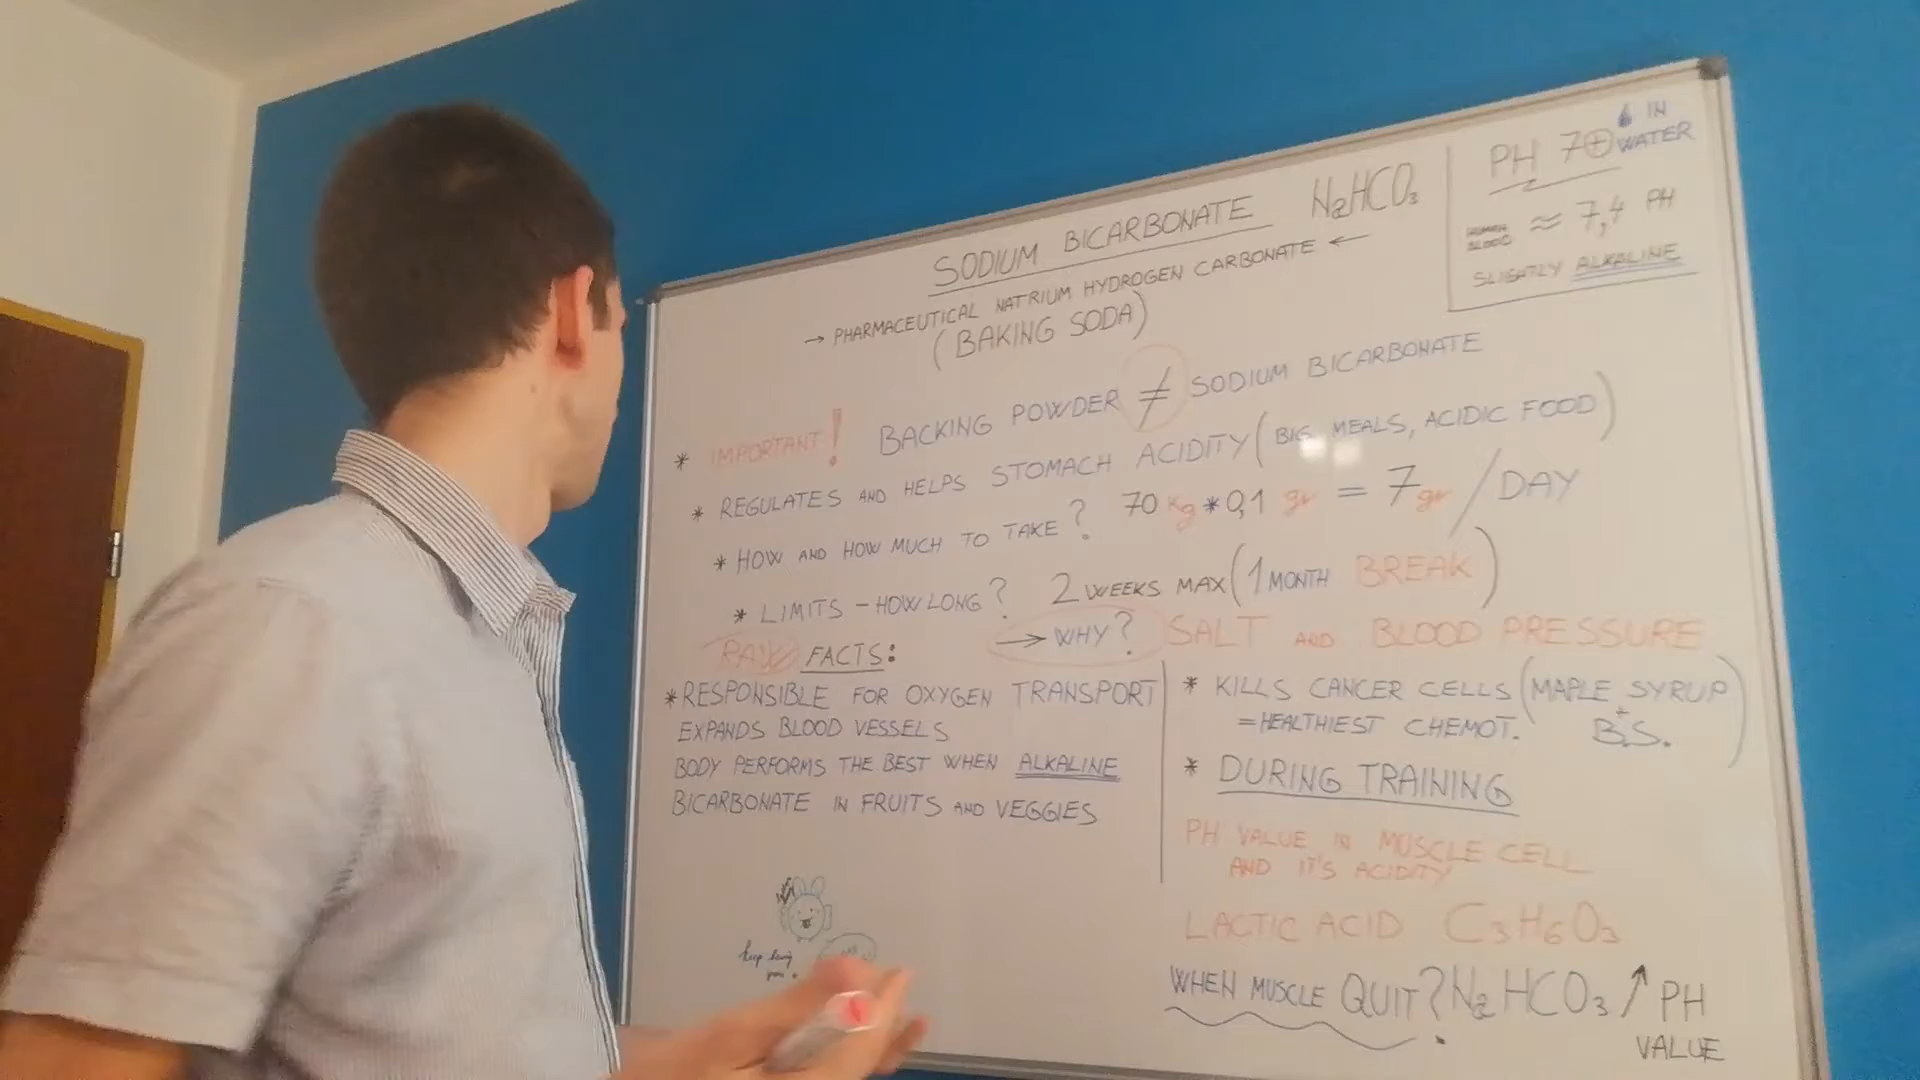 SODIUM BICARBONATE NaHCO3
→ PHARMACEUTICAL NATRIUM HYDROGEN CARBONATE ←
(BAKING SODA)
PH 7+ IN WATER
HUMAN BLOOD ≈ 7,4 PH
SLIGHTLY ALKALINE
* IMPORTANT! BACKING POWDER ≠ SODIUM BICARBONATE
* REGULATES AND HELPS STOMACH ACIDITY (BIG MEALS, ACIDIC FOOD)
* HOW AND HOW MUCH TO TAKE? 70 Kg * 0,1 gr = 7 gr / DAY
* LIMITS - HOW LONG? 2 WEEKS MAX (1 MONTH BREAK)
→ WHY? SALT AND BLOOD PRESSURE
RAW FACTS:
* RESPONSIBLE FOR OXYGEN TRANSPORT
EXPANDS BLOOD VESSELS
BODY PERFORMS THE BEST WHEN ALKALINE
BICARBONATE IN FRUITS AND VEGGIES
keep being
you.
* KILLS CANCER CELLS (MAPLE SYRUP + B.S.)
= HEALTHIEST CHEMOT.
* DURING TRAINING
PH VALUE IN MUSCLE CELL
AND IT'S ACIDITY
LACTIC ACID C3H6O3
WHEN MUSCLE QUIT? NaHCO3 ↑ PH
VALUE